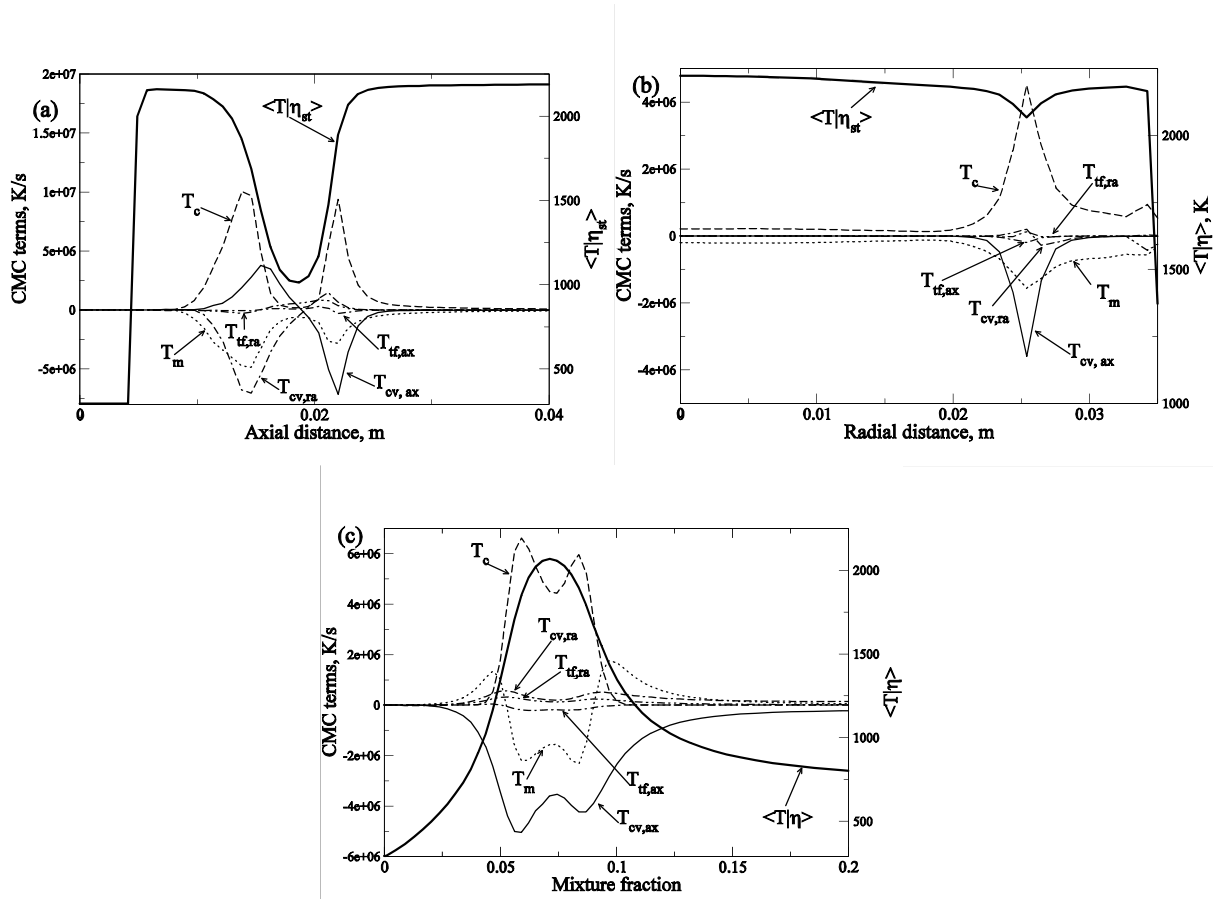 (a)
2e+07
1.5e+07
1e+07
5e+06
0
-5e+06
CMC terms, K/s
<T|η_st>
T_c
T_tf,ra
T_m
T_cv,ra
T_tf,ax
T_cv, ax
2000
1500
1000
500
<T|η_st>
0 0.02 0.04
Axial distance, m
(b)
4e+06
2e+06
0
-2e+06
-4e+06
CMC terms, K/s
<T|η_st>
T_c
T_tf,ra
T_tf,ax
T_cv,ra
T_m
T_cv, ax
2000
1500
1000
<T|η>, K
0 0.01 0.02 0.03
Radial distance, m
(c)
6e+06
4e+06
2e+06
0
-2e+06
-4e+06
-6e+06
CMC terms, K/s
T_c
T_cv,ra
T_tf,ra
T_m
T_tf,ax
T_cv,ax
<T|η>
2000
1500
1000
500
<T|η>
0 0.05 0.1 0.15 0.2
Mixture fraction